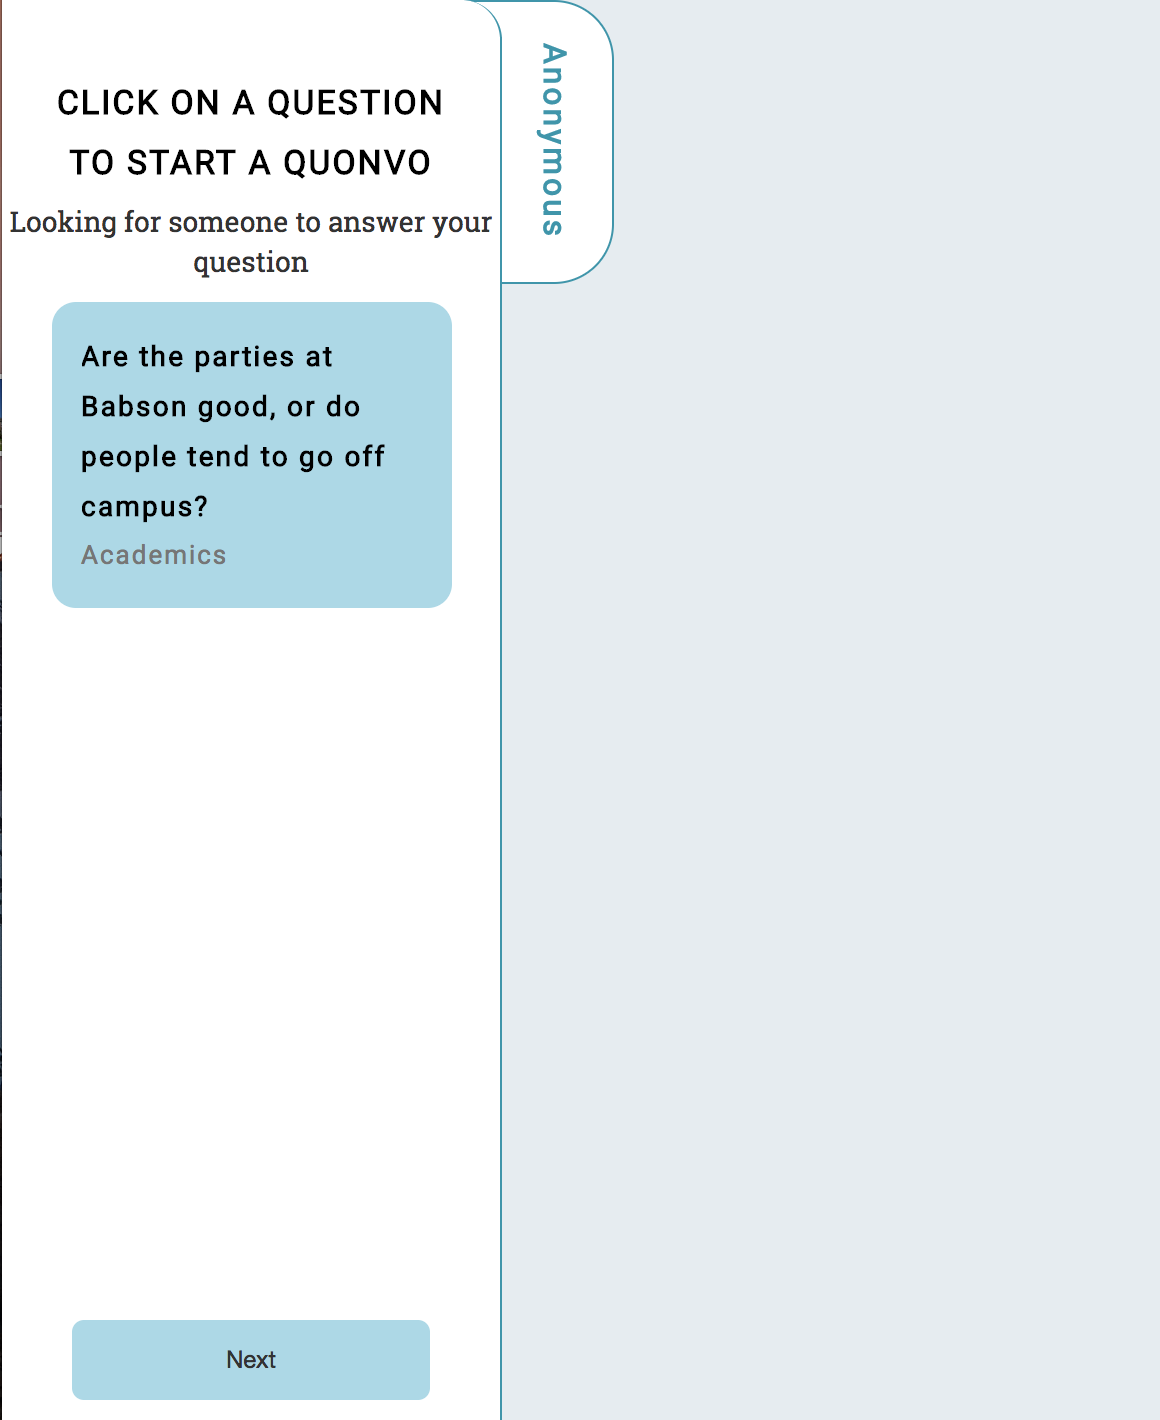 CLICK ON A QUESTION
TO START A QUONVO
Looking for someone to answer your
question
Are the parties at
Babson good, or do
people tend to go off
campus?
Academics
Next
Anonymous